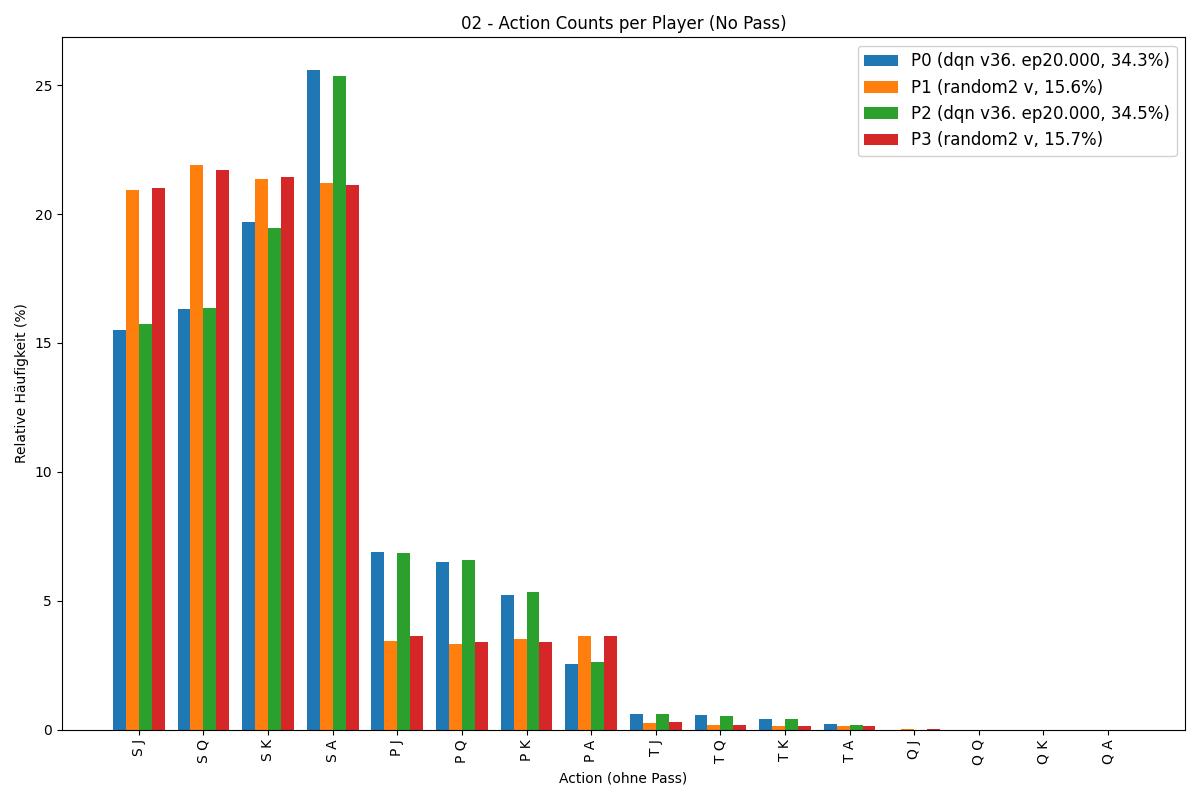 02 - Action Counts per Player (No Pass)
P0 (dqn v36. ep20.000, 34.3%)
P1 (random2 v, 15.6%)
P2 (dqn v36. ep20.000, 34.5%)
P3 (random2 v, 15.7%)
Relative Häufigkeit (%)
25
20
15
10
5
0
S J
S Q
S K
S A
P J
P Q
P K
P A
T J
T Q
T K
T A
Q J
Q Q
Q K
Q A
Action (ohne Pass)